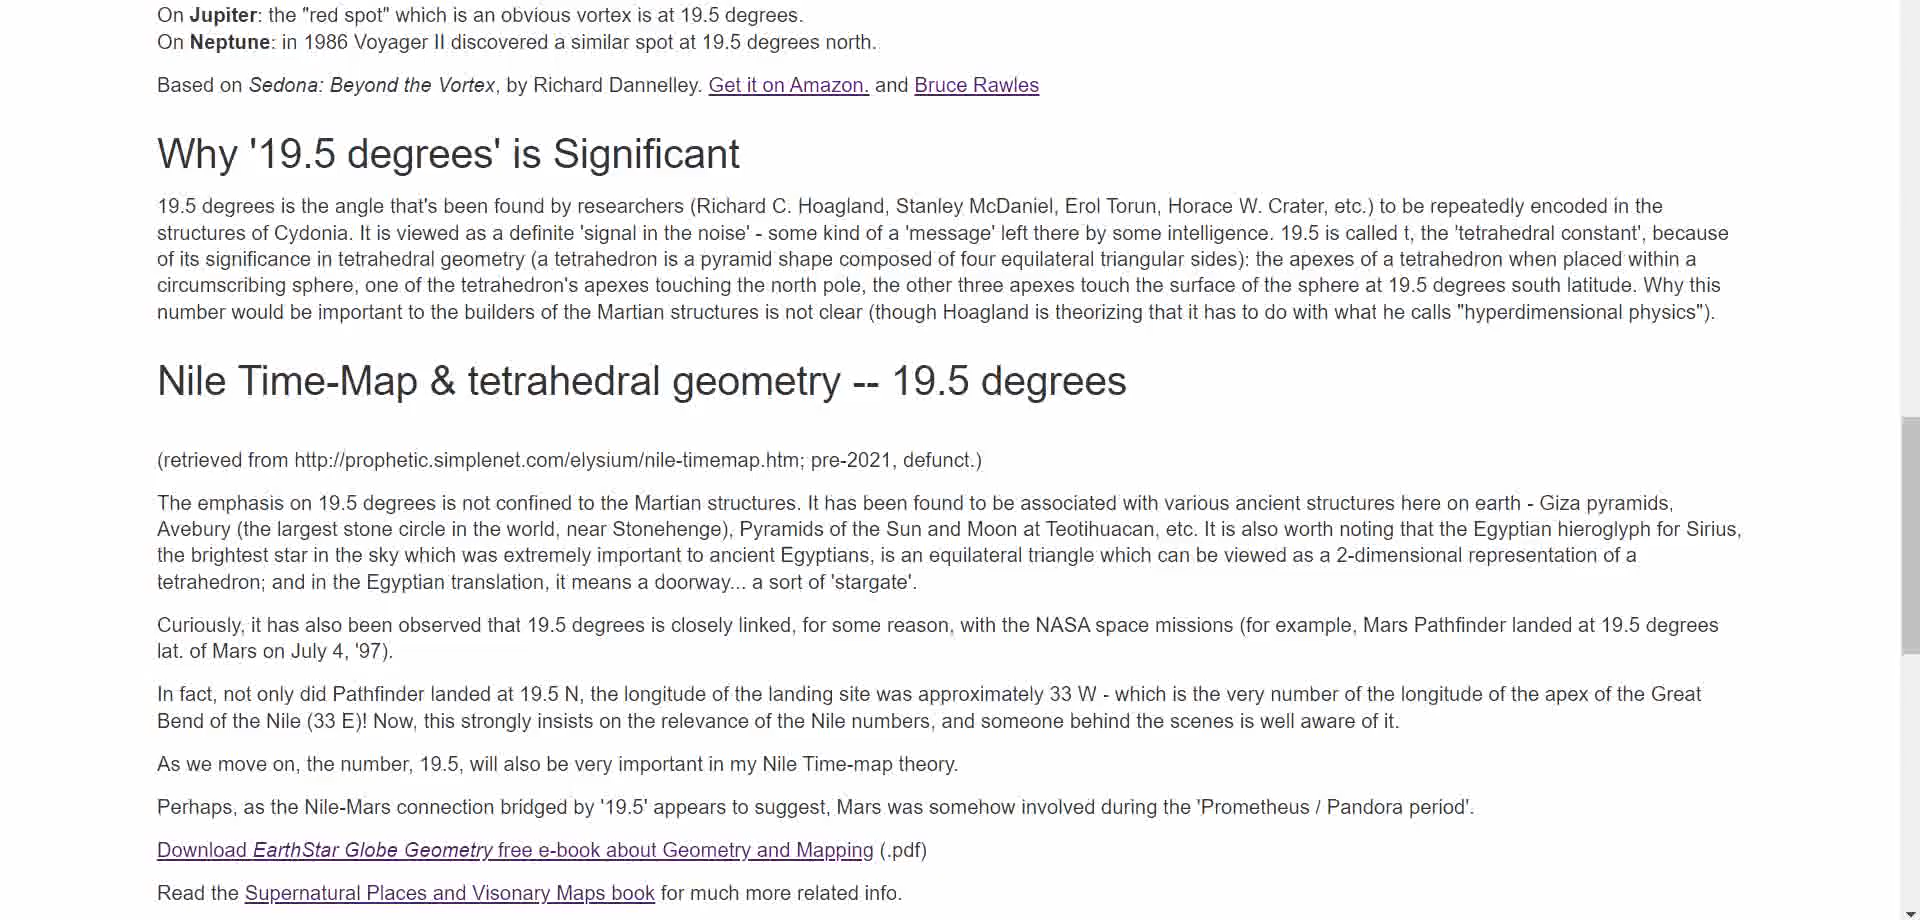 On Jupiter: the "red spot" which is an obvious vortex is at 19.5 degrees.
On Neptune: in 1986 Voyager II discovered a similar spot at 19.5 degrees north.
Based on Sedona: Beyond the Vortex, by Richard Dannelley. Get it on Amazon. and Bruce Rawles
Why '19.5 degrees' is Significant
19.5 degrees is the angle that's been found by researchers (Richard C. Hoagland, Stanley McDaniel, Erol Torun, Horace W. Crater, etc.) to be repeatedly encoded in the
structures of Cydonia. It is viewed as a definite 'signal in the noise' - some kind of a 'message' left there by some intelligence. 19.5 is called t, the 'tetrahedral constant', because
of its significance in tetrahedral geometry (a tetrahedron is a pyramid shape composed of four equilateral triangular sides): the apexes of a tetrahedron when placed within a
circumscribing sphere, one of the tetrahedron's apexes touching the north pole, the other three apexes touch the surface of the sphere at 19.5 degrees south latitude. Why this
number would be important to the builders of the Martian structures is not clear (though Hoagland is theorizing that it has to do with what he calls "hyperdimensional physics").
Nile Time-Map & tetrahedral geometry -- 19.5 degrees
(retrieved from http://prophetic.simplenet.com/elysium/nile-timemap.htm; pre-2021, defunct.)
The emphasis on 19.5 degrees is not confined to the Martian structures. It has been found to be associated with various ancient structures here on earth - Giza pyramids,
Avebury (the largest stone circle in the world, near Stonehenge), Pyramids of the Sun and Moon at Teotihuacan, etc. It is also worth noting that the Egyptian hieroglyph for Sirius,
the brightest star in the sky which was extremely important to ancient Egyptians, is an equilateral triangle which can be viewed as a 2-dimensional representation of a
tetrahedron; and in the Egyptian translation, it means a doorway... a sort of 'stargate'.
Curiously, it has also been observed that 19.5 degrees is closely linked, for some reason, with the NASA space missions (for example, Mars Pathfinder landed at 19.5 degrees
lat. of Mars on July 4, '97).
In fact, not only did Pathfinder landed at 19.5 N, the longitude of the landing site was approximately 33 W - which is the very number of the longitude of the apex of the Great
Bend of the Nile (33 E)! Now, this strongly insists on the relevance of the Nile numbers, and someone behind the scenes is well aware of it.
As we move on, the number, 19.5, will also be very important in my Nile Time-map theory.
Perhaps, as the Nile-Mars connection bridged by '19.5' appears to suggest, Mars was somehow involved during the 'Prometheus / Pandora period'.
Download EarthStar Globe Geometry free e-book about Geometry and Mapping (.pdf)
Read the Supernatural Places and Visonary Maps book for much more related info.